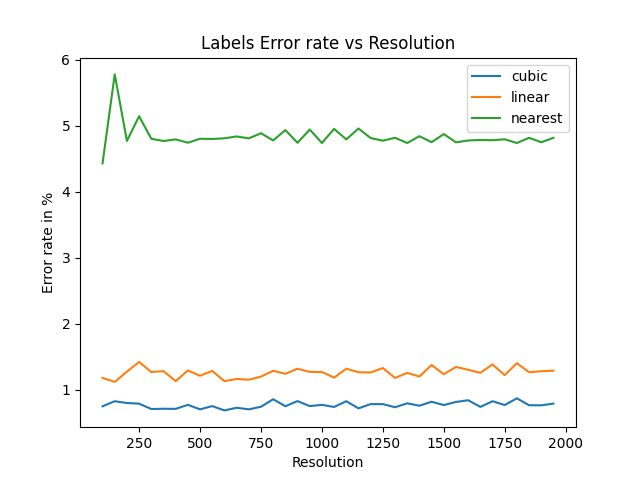 Labels Error rate vs Resolution
cubic
linear
nearest
6
5
4
3
2
1
Error rate in %
250 500 750 1000 1250 1500 1750 2000
Resolution